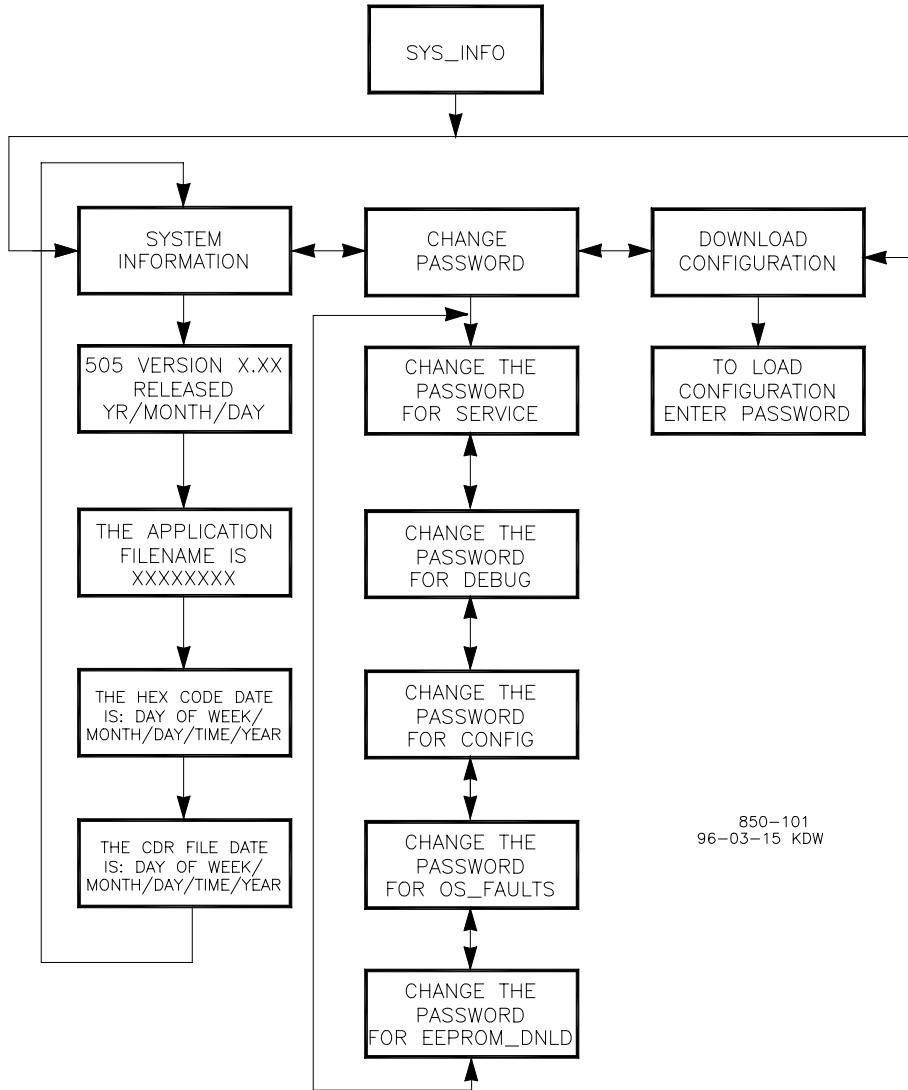 SYS_INFO
SYSTEM
INFORMATION
CHANGE
PASSWORD
DOWNLOAD
CONFIGURATION
505 VERSION X.XX
RELEASED
YR/MONTH/DAY
CHANGE THE
PASSWORD
FOR SERVICE
TO LOAD
CONFIGURATION
ENTER PASSWORD
THE APPLICATION
FILENAME IS
XXXXXXXX
CHANGE THE
PASSWORD
FOR DEBUG
THE HEX CODE DATE
IS: DAY OF WEEK/
MONTH/DAY/TIME/YEAR
CHANGE THE
PASSWORD
FOR CONFIG
THE CDR FILE DATE
IS: DAY OF WEEK/
MONTH/DAY/TIME/YEAR
CHANGE THE
PASSWORD
FOR OS_FAULTS
850-101
96-03-15 KDW
CHANGE THE
PASSWORD
FOR EEPROM_DNLD